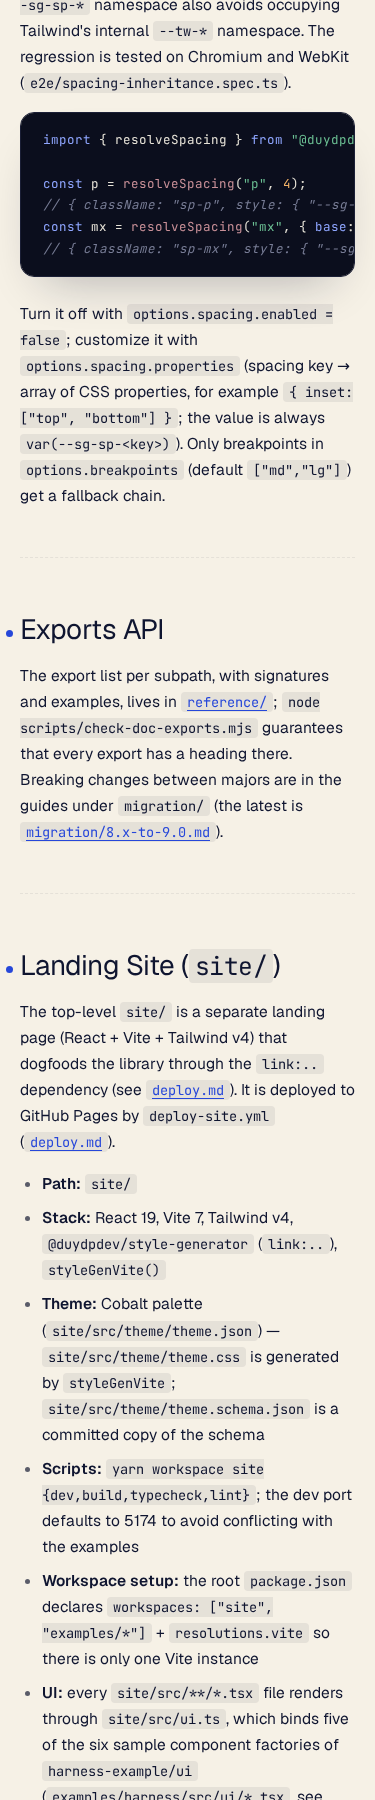 -sg-sp-* namespace also avoids occupying
Tailwind's internal --tw-* namespace. The
regression is tested on Chromium and WebKit
(e2e/spacing-inheritance.spec.ts).
import { resolveSpacing } from "@duydpd
const p = resolveSpacing("p", 4);
// { className: "sp-p", style: { "--sg-
const mx = resolveSpacing("mx", { base:
// { className: "sp-mx", style: { "--sg
Turn it off with options.spacing.enabled =
false; customize it with
options.spacing.properties (spacing key →
array of CSS properties, for example { inset:
["top", "bottom"] }; the value is always
var(--sg-sp-<key>)). Only breakpoints in
options.breakpoints (default ["md","lg"])
get a fallback chain.
Exports API
The export list per subpath, with signatures
and examples, lives in reference/; node
scripts/check-doc-exports.mjs guarantees
that every export has a heading there.
Breaking changes between majors are in the
guides under migration/ (the latest is
migration/8.x-to-9.0.md).
Landing Site (site/)
The top-level site/ is a separate landing
page (React + Vite + Tailwind v4) that
dogfoods the library through the link:..
dependency (see deploy.md). It is deployed to
GitHub Pages by deploy-site.yml
(deploy.md).
• Path: site/
• Stack: React 19, Vite 7, Tailwind v4,
@duydpdev/style-generator (link:..),
styleGenVite()
• Theme: Cobalt palette
(site/src/theme/theme.json) —
site/src/theme/theme.css is generated
by styleGenVite;
site/src/theme/theme.schema.json is a
committed copy of the schema
• Scripts: yarn workspace site
{dev,build,typecheck,lint}; the dev port
defaults to 5174 to avoid conflicting with
the examples
• Workspace setup: the root package.json
declares workspaces: ["site",
"examples/*"] + resolutions.vite so
there is only one Vite instance
• UI: every site/src/**/*.tsx file renders
through site/src/ui.ts, which binds five
of the six sample component factories of
harness-example/ui
(examples/harness/src/ui/*.tsx, see